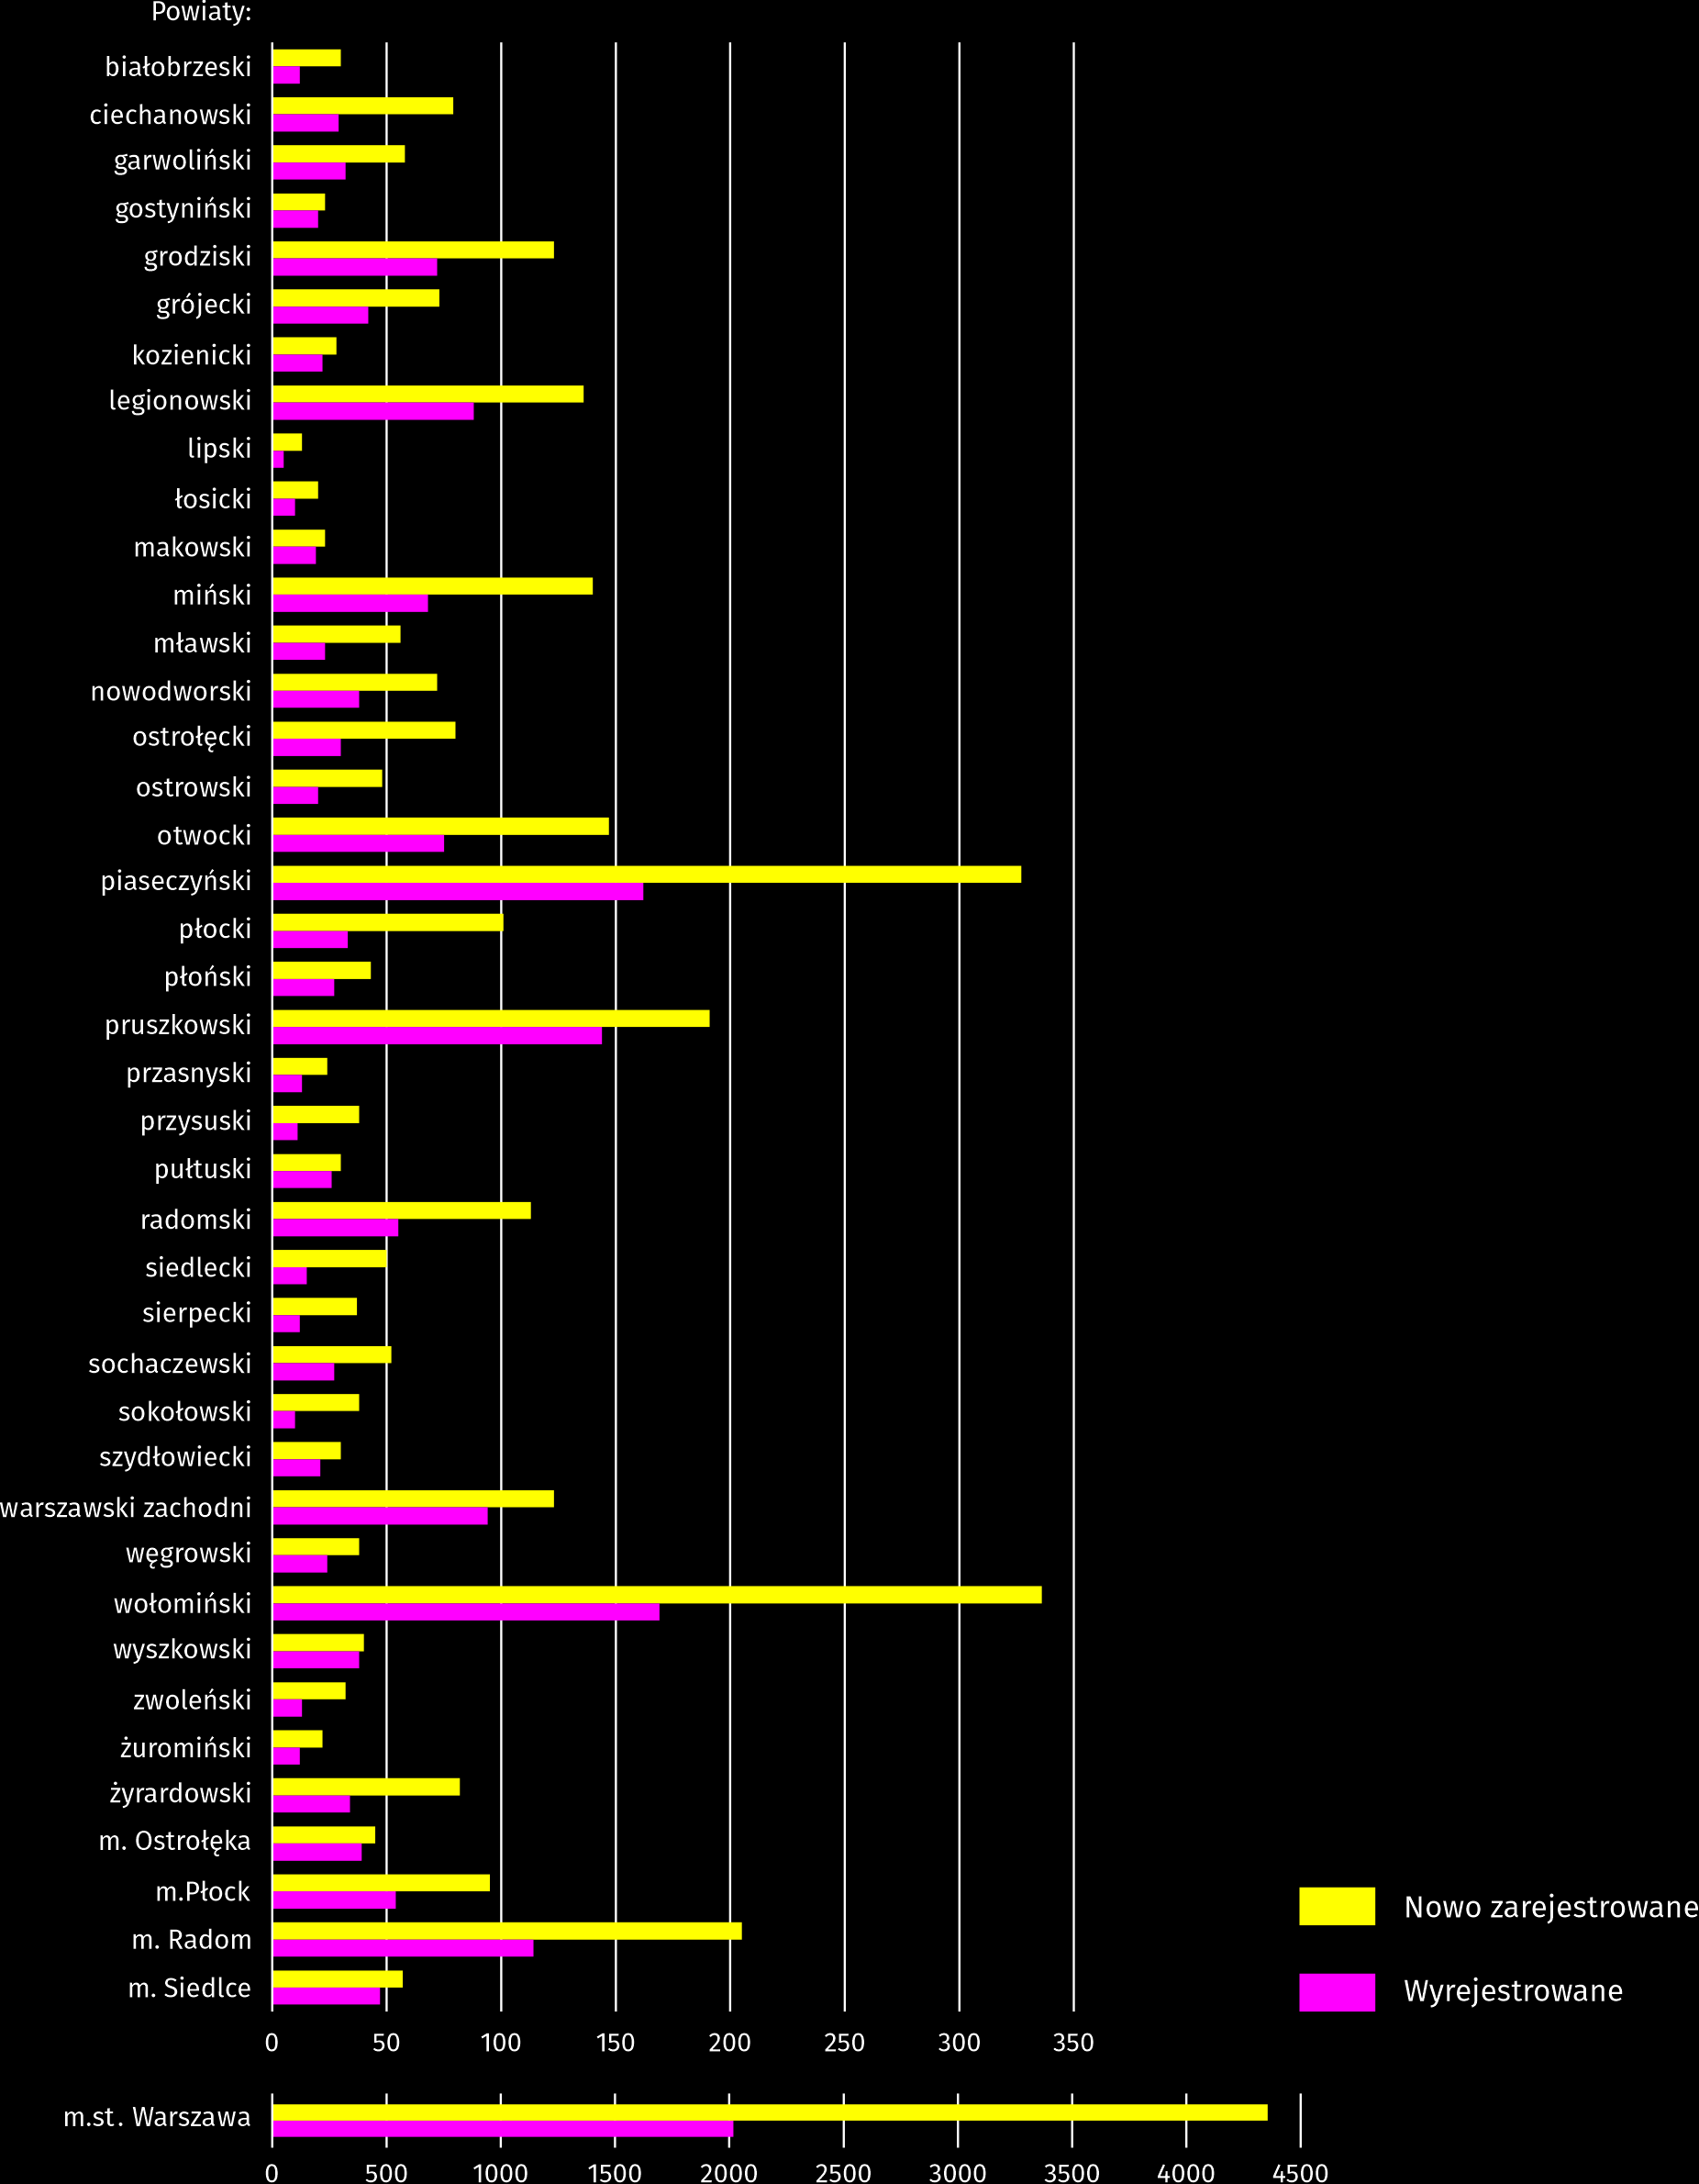 Powiaty:
białobrzeski
ciechanowski
garwoliński
gostyniński
grodziski
grójecki
kozienicki
legionowski
lipski
łosicki
makowski
miński
mławski
nowodworski
ostrołęcki
ostrowski
otwocki
piaseczyński
płocki
płoński
pruszkowski
przasnyski
przysuski
pułtuski
radomski
siedlecki
sierpecki
sochaczewski
sokołowski
szydłowiecki
warszawski zachodni
węgrowski
wołomiński
wyszkowski
zwoleński
żuromiński
żyrardowski
m. Ostrołęka
m.Płock
m. Radom
m. Siedlce
Nowo zarejestrowane
Wyrejestrowane
0 50 100 150 200 250 300 350
m.st. Warszawa
0 500 1000 1500 2000 2500 3000 3500 4000 4500